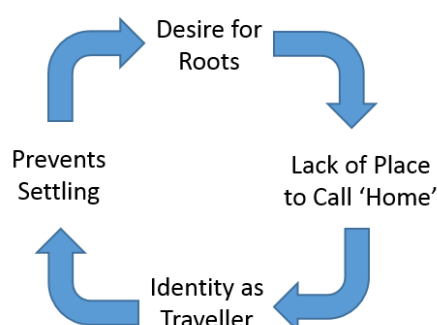 Desire for
Roots
Lack of Place
to Call ‘Home’
Identity as
Traveller
Prevents
Settling